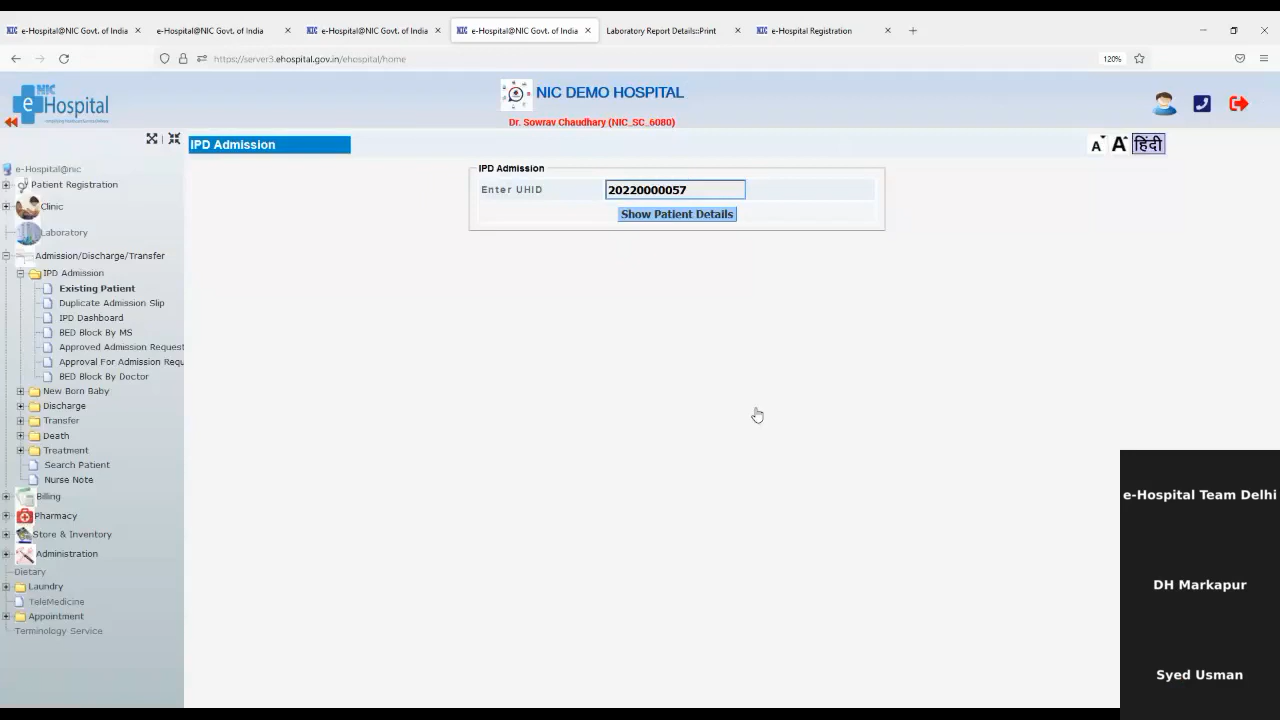 e-Hospital@NIC Govt. of India
e-Hospital@NIC Govt. of India
e-Hospital@NIC Govt. of India
e-Hospital@NIC Govt. of India
Laboratory Report Details::Print
e-Hospital Registration
https://server3.ehospital.gov.in/ehospital/home
120%
NIC
eHospital
NIC DEMO HOSPITAL
Dr. Sowrav Chaudhary (NIC_SC_6080)
IPD Admission
A A हिंदी
e-Hospital@nic
Patient Registration
Clinic
Laboratory
Admission/Discharge/Transfer
IPD Admission
Existing Patient
Duplicate Admission Slip
IPD Dashboard
BED Block By MS
Approved Admission Request
Approval For Admission Requ
BED Block By Doctor
New Born Baby
Discharge
Transfer
Death
Treatment
Search Patient
Nurse Note
Billing
Pharmacy
Store & Inventory
Administration
Dietary
Laundry
TeleMedicine
Appointment
Terminology Service
IPD Admission
Enter UHID 20220000057
Show Patient Details
e-Hospital Team Delhi
DH Markapur
Syed Usman